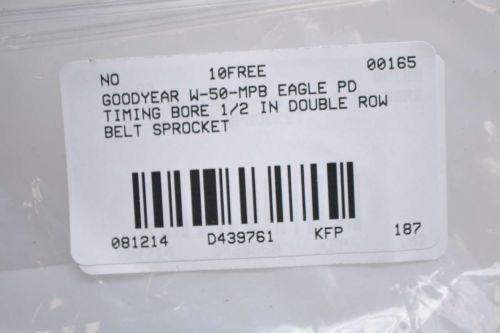 NO 10FREE 00165
GOODYEAR W-50-MPB EAGLE PD
TIMING BORE 1/2 IN DOUBLE ROW
BELT SPROCKET
081214 D439761 KFP 187